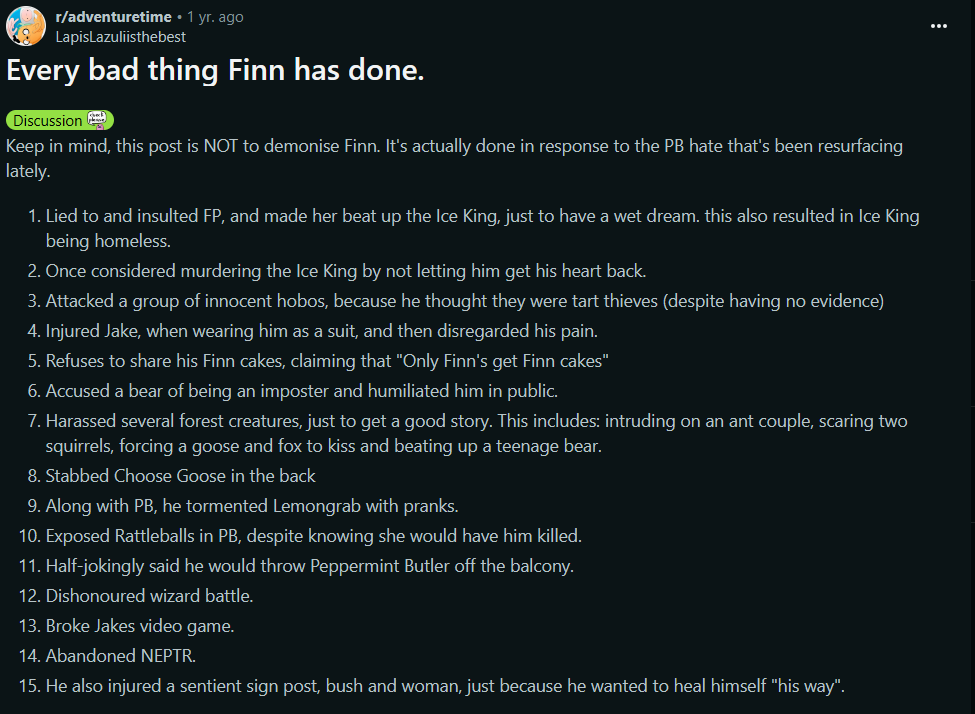 r/adventuretime • 1 yr. ago
LapisLazuliisthebest
Every bad thing Finn has done.
Discussion
Keep in mind, this post is NOT to demonise Finn. It's actually done in response to the PB hate that's been resurfacing
lately.
1. Lied to and insulted FP, and made her beat up the Ice King, just to have a wet dream. this also resulted in Ice King
being homeless.
2. Once considered murdering the Ice King by not letting him get his heart back.
3. Attacked a group of innocent hobos, because he thought they were tart thieves (despite having no evidence)
4. Injured Jake, when wearing him as a suit, and then disregarded his pain.
5. Refuses to share his Finn cakes, claiming that "Only Finn's get Finn cakes"
6. Accused a bear of being an imposter and humiliated him in public.
7. Harassed several forest creatures, just to get a good story. This includes: intruding on an ant couple, scaring two
squirrels, forcing a goose and fox to kiss and beating up a teenage bear.
8. Stabbed Choose Goose in the back
9. Along with PB, he tormented Lemongrab with pranks.
10. Exposed Rattleballs in PB, despite knowing she would have him killed.
11. Half-jokingly said he would throw Peppermint Butler off the balcony.
12. Dishonoured wizard battle.
13. Broke Jakes video game.
14. Abandoned NEPTR.
15. He also injured a sentient sign post, bush and woman, just because he wanted to heal himself "his way".